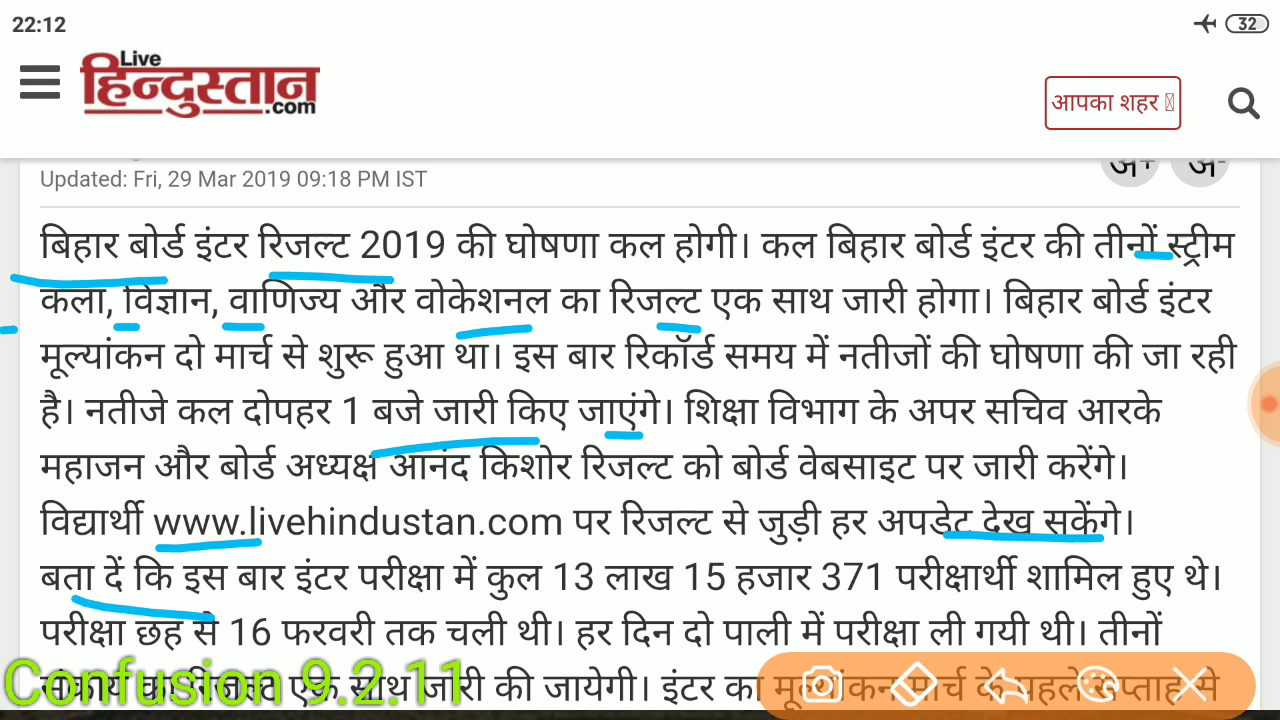 22:12
32
Live
हिन्दुस्तान
.com
आपका शहर
अ+ अ-
Updated: Fri, 29 Mar 2019 09:18 PM IST
बिहार बोर्ड इंटर रिजल्ट 2019 की घोषणा कल होगी। कल बिहार बोर्ड इंटर की तीनों स्ट्रीम
कला, विज्ञान, वाणिज्य और वोकेशनल का रिजल्ट एक साथ जारी होगा। बिहार बोर्ड इंटर
मूल्यांकन दो मार्च से शुरू हुआ था। इस बार रिकॉर्ड समय में नतीजों की घोषणा की जा रही
है। नतीजे कल दोपहर 1 बजे जारी किए जाएंगे। शिक्षा विभाग के अपर सचिव आरके
महाजन और बोर्ड अध्यक्ष आनंद किशोर रिजल्ट को बोर्ड वेबसाइट पर जारी करेंगे।
विद्यार्थी www.livehindustan.com पर रिजल्ट से जुड़ी हर अपडेट देख सकेंगे।
बता दें कि इस बार इंटर परीक्षा में कुल 13 लाख 15 हजार 371 परीक्षार्थी शामिल हुए थे।
परीक्षा छह से 16 फरवरी तक चली थी। हर दिन दो पाली में परीक्षा ली गयी थी। तीनों
संकाय का रिजल्ट एक साथ जारी की जायेगी। इंटर का मूल्यांकन मार्च के पहले सप्ताह से
Confusion 9.2.11